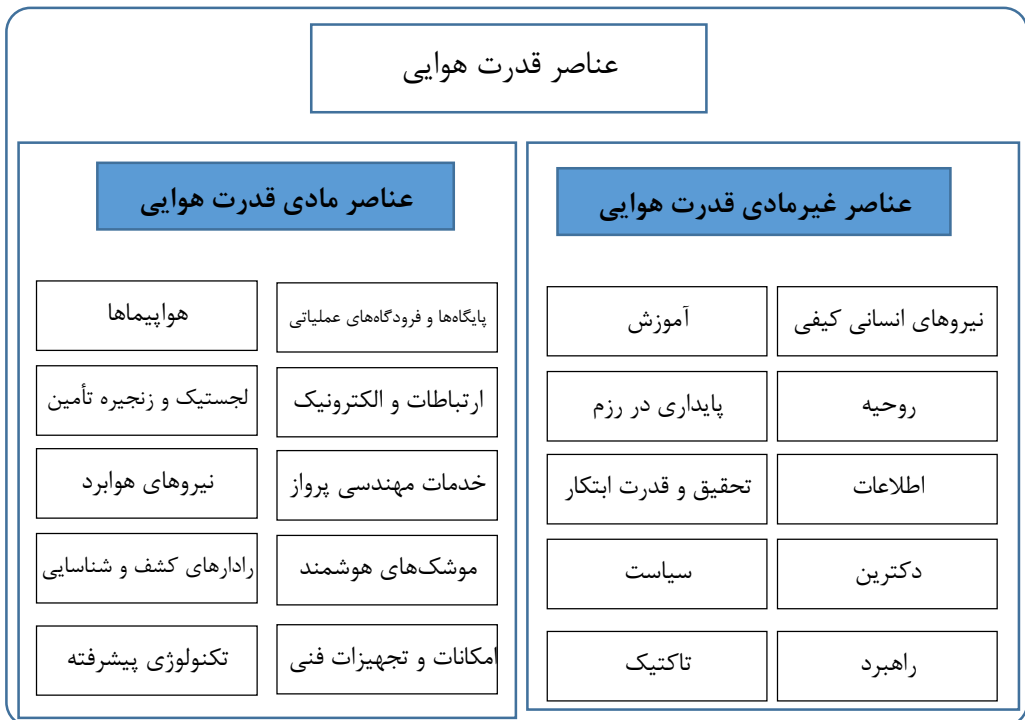 عناصر قدرت هوایی
عناصر غیرمادی قدرت هوایی
نیروهای انسانی کیفی
آموزش
روحیه
پایداری در رزم
اطلاعات
تحقیق و قدرت ابتکار
دکترین
سیاست
راهبرد
تاکتیک
عناصر مادی قدرت هوایی
پایگاه‌ها و فرودگاه‌های عملیاتی
هواپیماها
ارتباطات و الکترونیک
لجستیک و زنجیره تأمین
خدمات مهندسی پرواز
نیروهای هوابرد
موشک‌های هوشمند
رادارهای کشف و شناسایی
امکانات و تجهیزات فنی
تکنولوژی پیشرفته